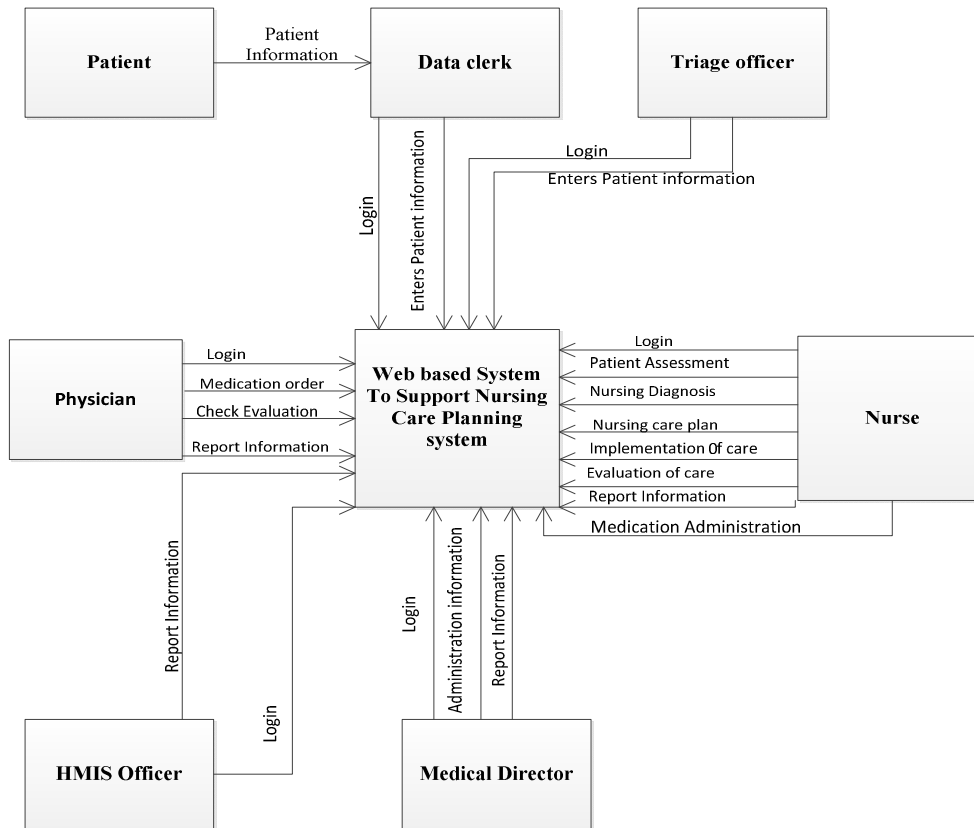 Patient
Patient
Information
Data clerk
Triage officer
Login
Enters Patient information
Login
Enters Patient information
Physician
Login
Medication order
Check Evaluation
Report Information
Web based System
To Support Nursing
Care Planning
system
Login
Patient Assessment
Nursing Diagnosis
Nursing care plan
Implementation 0f care
Evaluation of care
Report Information
Medication Administration
Nurse
Report Information
Login
Login
Administration information
Report Information
HMIS Officer
Medical Director